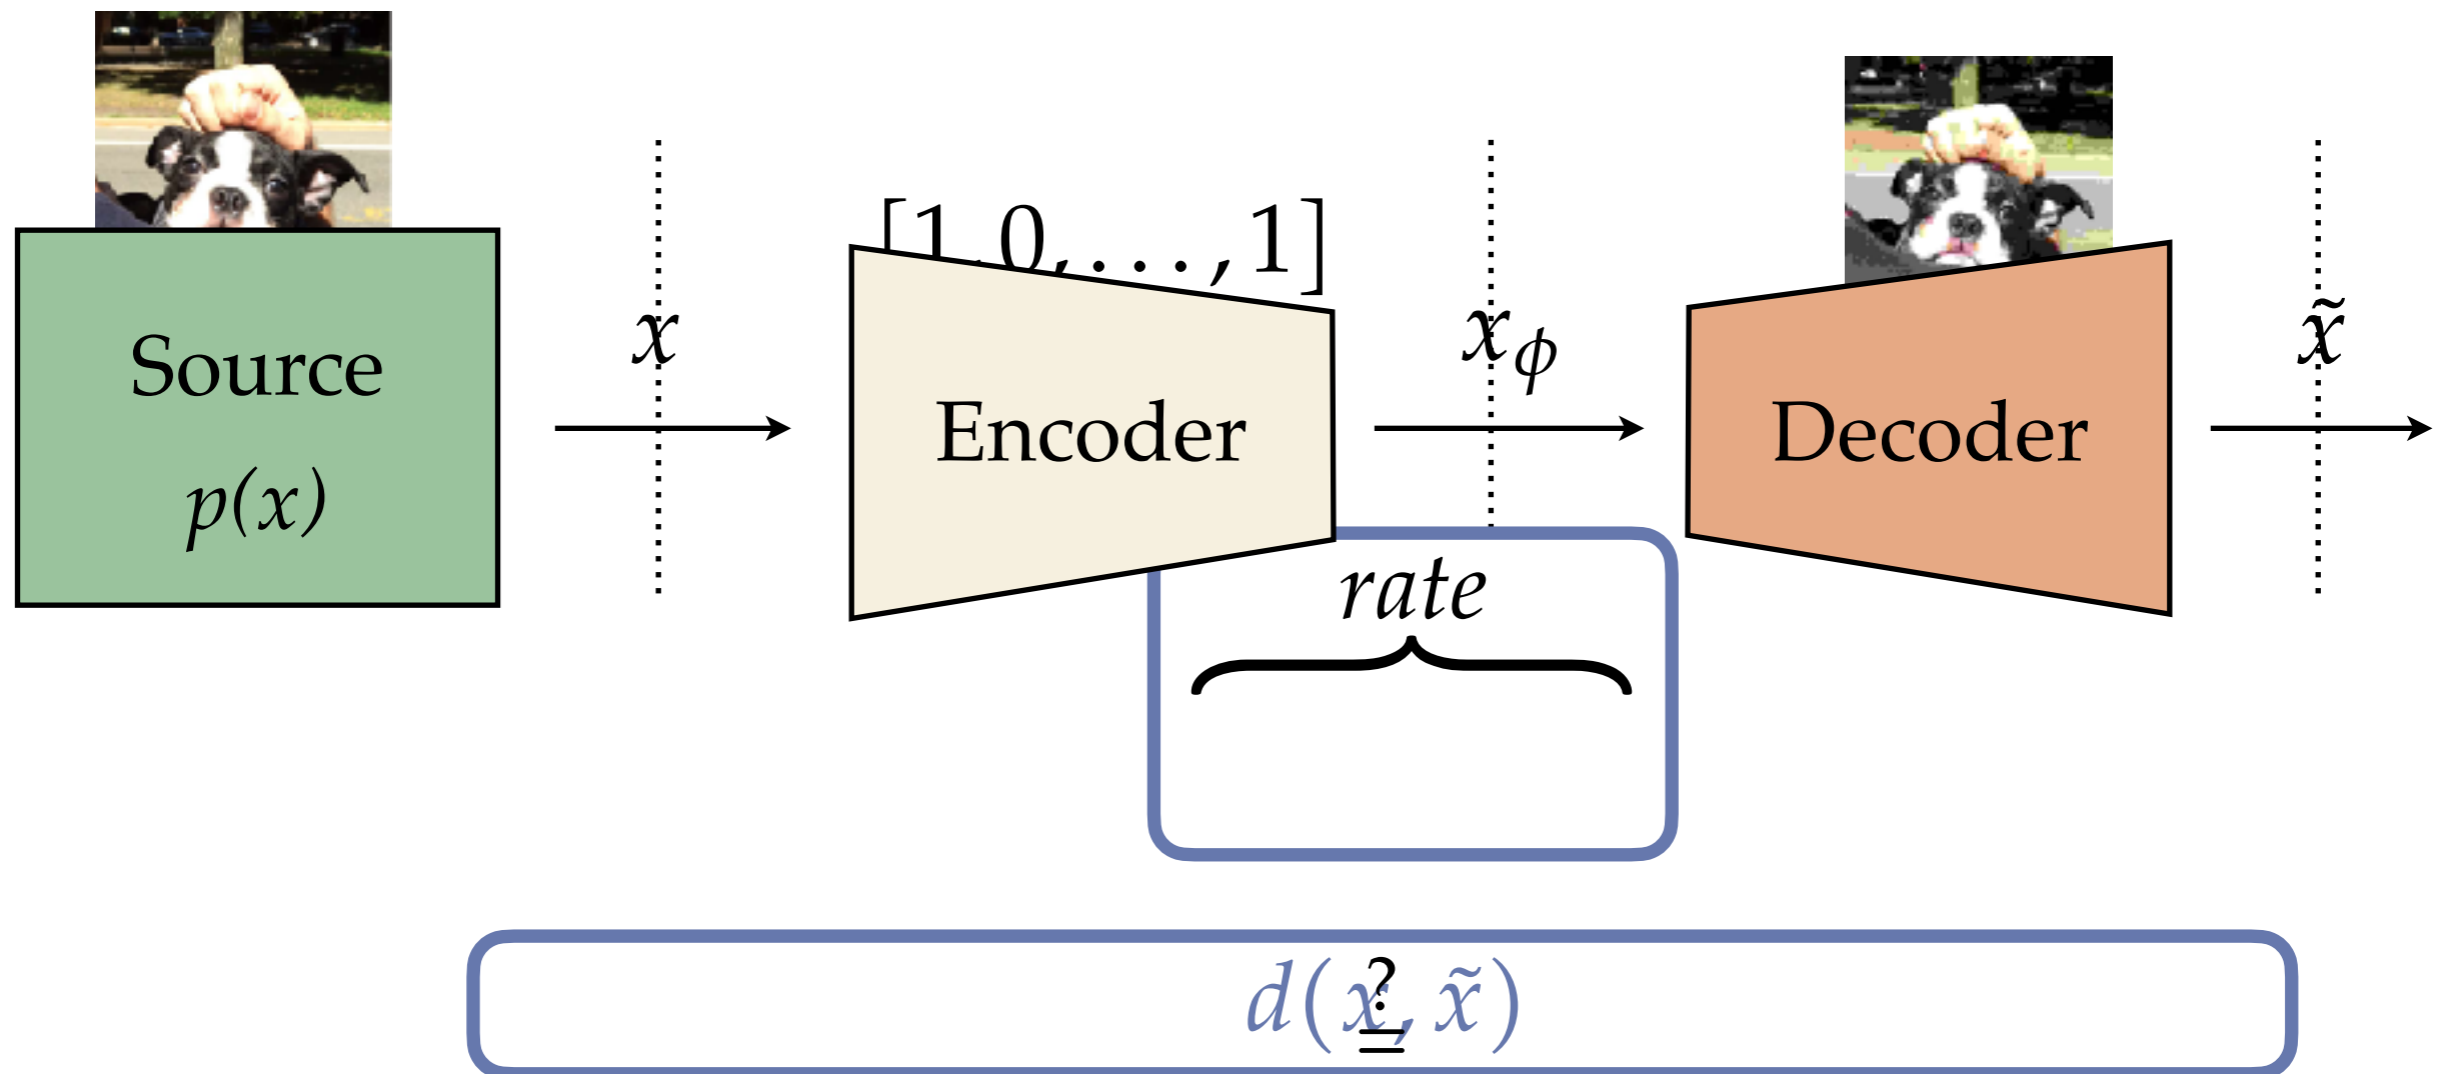 [1,0,...,1]
x
x_ϕ
x̃
Source
p(x)
Encoder
Decoder
rate
d(x, x̃)
≟